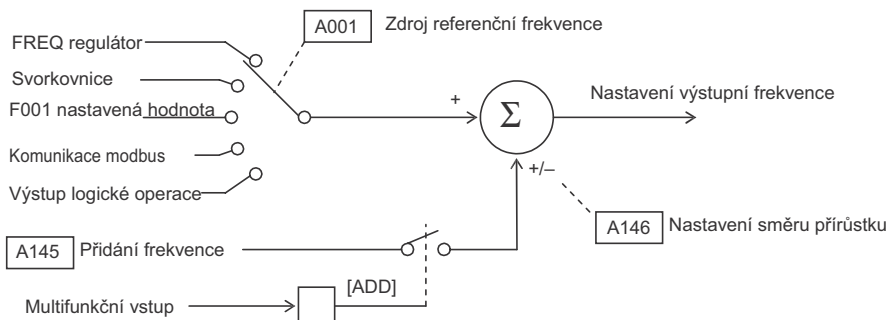 A001 Zdroj referenční frekvence
FREQ regulátor
Svorkovnice
F001 nastavená hodnota
Komunikace modbus
Výstup logické operace
+
Σ
Nastavení výstupní frekvence
+/–
A146 Nastavení směru přírůstku
A145 Přidání frekvence
[ADD]
Multifunkční vstup